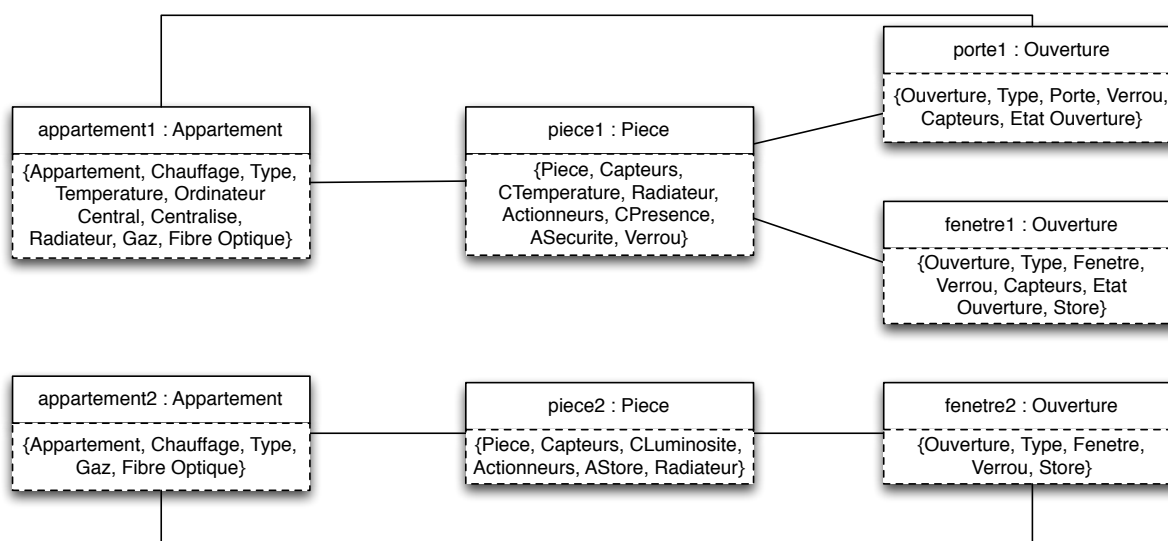 porte1 : Ouverture
{Ouverture, Type, Porte, Verrou,
Capteurs, Etat Ouverture}
appartement1 : Appartement
{Appartement, Chauffage, Type,
Temperature, Ordinateur
Central, Centralise,
Radiateur, Gaz, Fibre Optique}
piece1 : Piece
{Piece, Capteurs,
CTemperature, Radiateur,
Actionneurs, CPresence,
ASecurite, Verrou}
fenetre1 : Ouverture
{Ouverture, Type, Fenetre,
Verrou, Capteurs, Etat
Ouverture, Store}
appartement2 : Appartement
{Appartement, Chauffage, Type,
Gaz, Fibre Optique}
piece2 : Piece
{Piece, Capteurs, CLuminosite,
Actionneurs, AStore, Radiateur}
fenetre2 : Ouverture
{Ouverture, Type, Fenetre,
Verrou, Store}